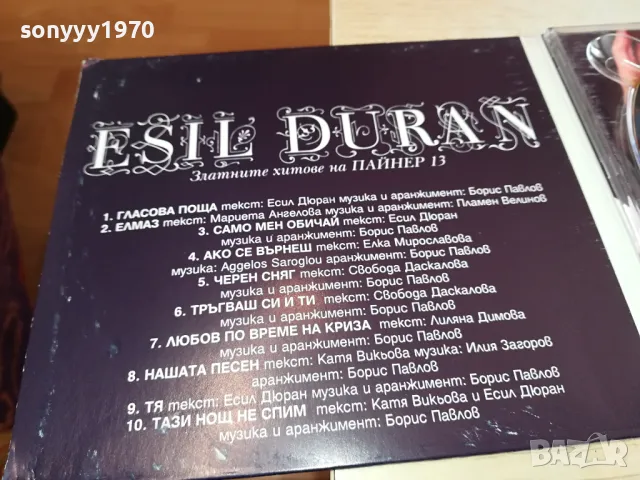 sonyyy1970
ESIL DURAN
Златните хитове на ПАЙНЕР 13
1. ГЛАСОВА ПОЩА текст: Есил Дюран музика и аранжимент: Борис Павлов
2. ЕЛМАЗ текст: Мариета Ангелова музика и аранжимент: Пламен Велинов
3. САМО МЕН ОБИЧАЙ текст: Есил Дюран
музика и аранжимент: Борис Павлов
4. АКО СЕ ВЪРНЕШ текст: Елка Мирославова
музика: Aggelos Saroglou аранжимент: Борис Павлов
5. ЧЕРЕН СНЯГ текст: Свобода Даскалова
музика и аранжимент: Борис Павлов
6. ТРЪГВАШ СИ И ТИ текст: Свобода Даскалова
музика и аранжимент: Борис Павлов
7. ЛЮБОВ ПО ВРЕМЕ НА КРИЗА текст: Лиляна Димова
музика и аранжимент: Борис Павлов
8. НАШАТА ПЕСЕН текст: Катя Викьова музика: Илия Загоров
аранжимент: Борис Павлов
9. ТЯ текст: Есил Дюран музика и аранжимент: Борис Павлов
10. ТАЗИ НОЩ НЕ СПИМ текст: Катя Викьова и Есил Дюран
музика и аранжимент: Борис Павлов
BAZAR